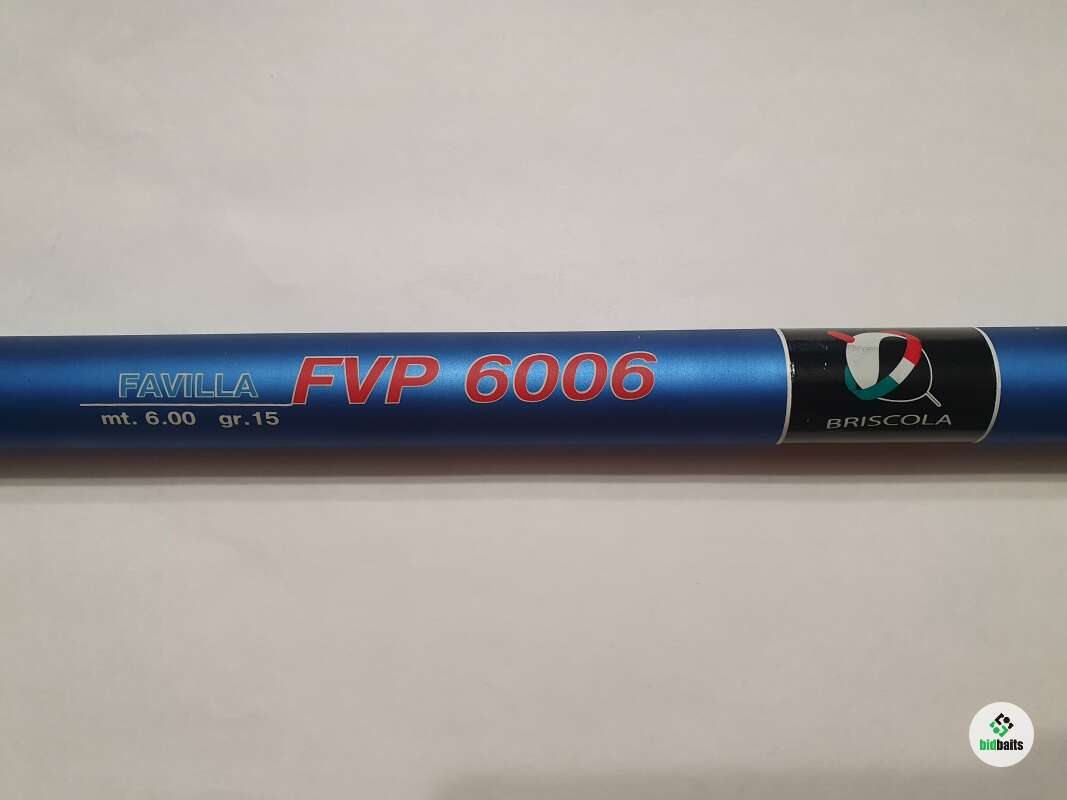 FAVILLA FVP 6006
mt. 6.00 gr.15
BRISCOLA
bidbaits